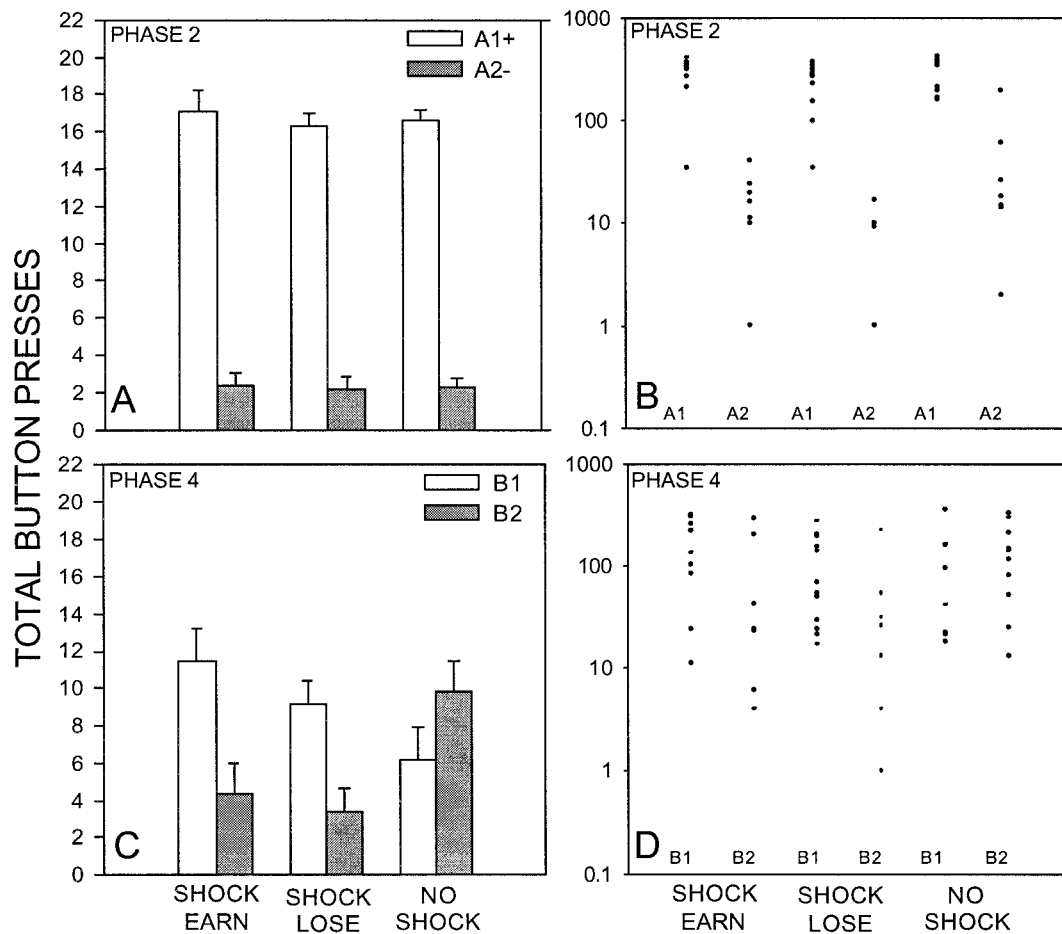 TOTAL BUTTON PRESSES
PHASE 2
A1+
A2-
22
20
18
16
14
12
10
8
6
4
2
0
A
PHASE 2
1000
100
10
1
0.1
B
A1 A2 A1 A2 A1 A2
PHASE 4
B1
B2
22
20
18
16
14
12
10
8
6
4
2
0
C
SHOCK EARN
SHOCK LOSE
NO SHOCK
PHASE 4
1000
100
10
1
0.1
D
B1 B2 B1 B2 B1 B2
SHOCK EARN
SHOCK LOSE
NO SHOCK